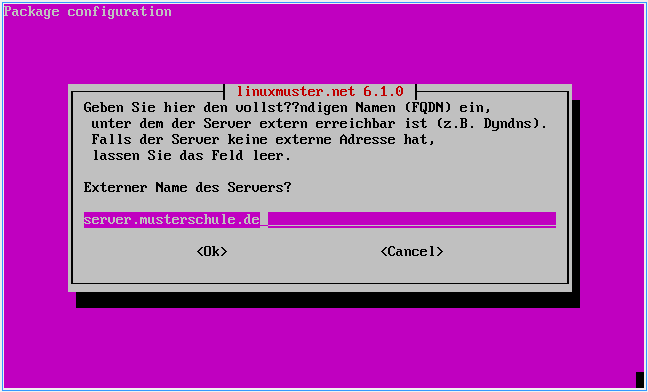 Package configuration
linuxmuster.net 6.1.0
Geben Sie hier den vollst??ndigen Namen (FQDN) ein,
unter dem der Server extern erreichbar ist (z.B. Dyndns).
Falls der Server keine externe Adresse hat,
lassen Sie das Feld leer.
Externer Name des Servers?
server.musterschule.de
<Ok> <Cancel>